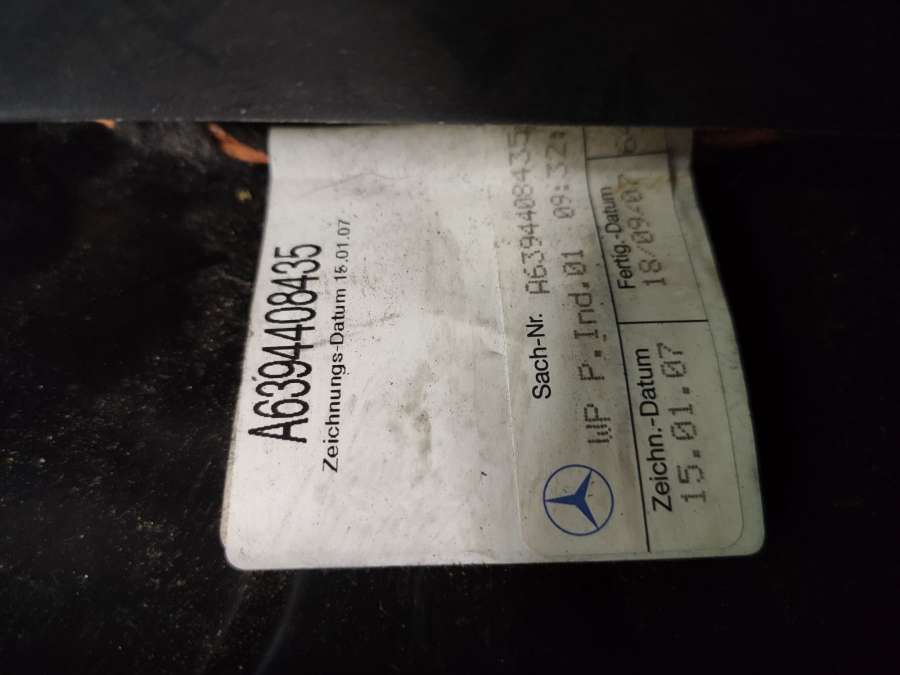 A6394408435
Zeichnungs-Datum 15.01.07
Sach-Nr. A6394408435
WP P.Ind.01 09:32:
Zeichn.-Datum
15.01.07
Fertig.-Datum
18/09/07